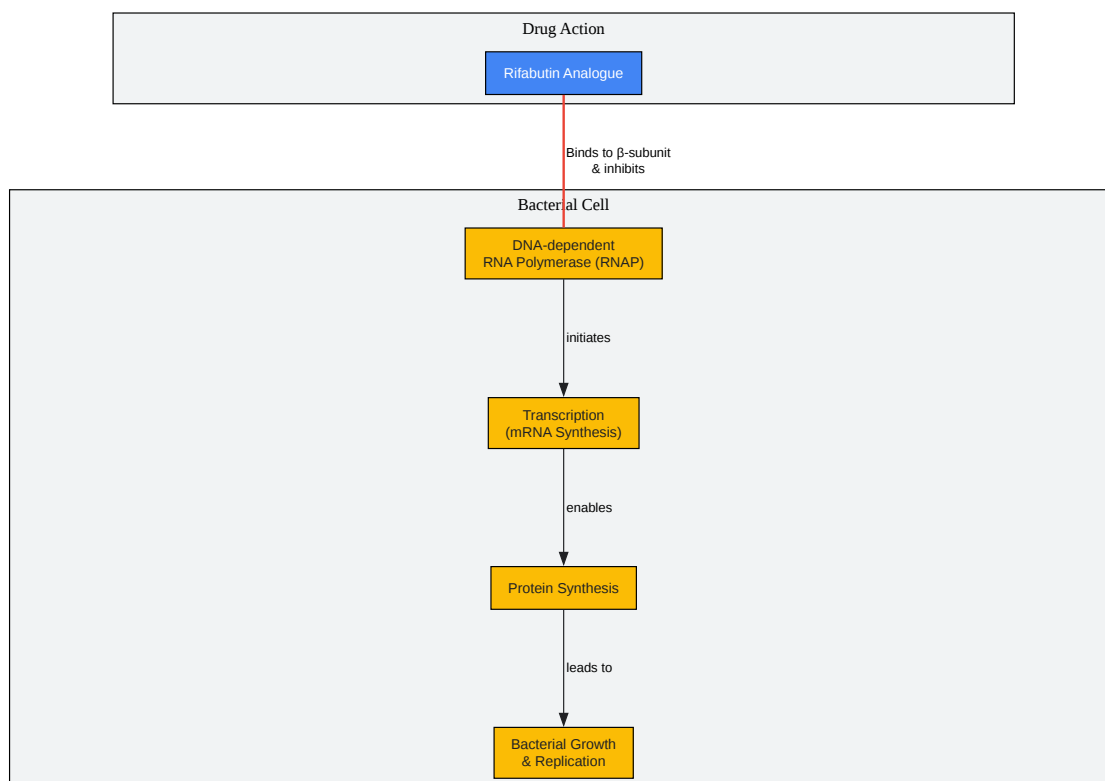 Drug Action
Rifabutin Analogue
Binds to β-subunit
& inhibits
Bacterial Cell
DNA-dependent
RNA Polymerase (RNAP)
initiates
Transcription
(mRNA Synthesis)
enables
Protein Synthesis
leads to
Bacterial Growth
& Replication